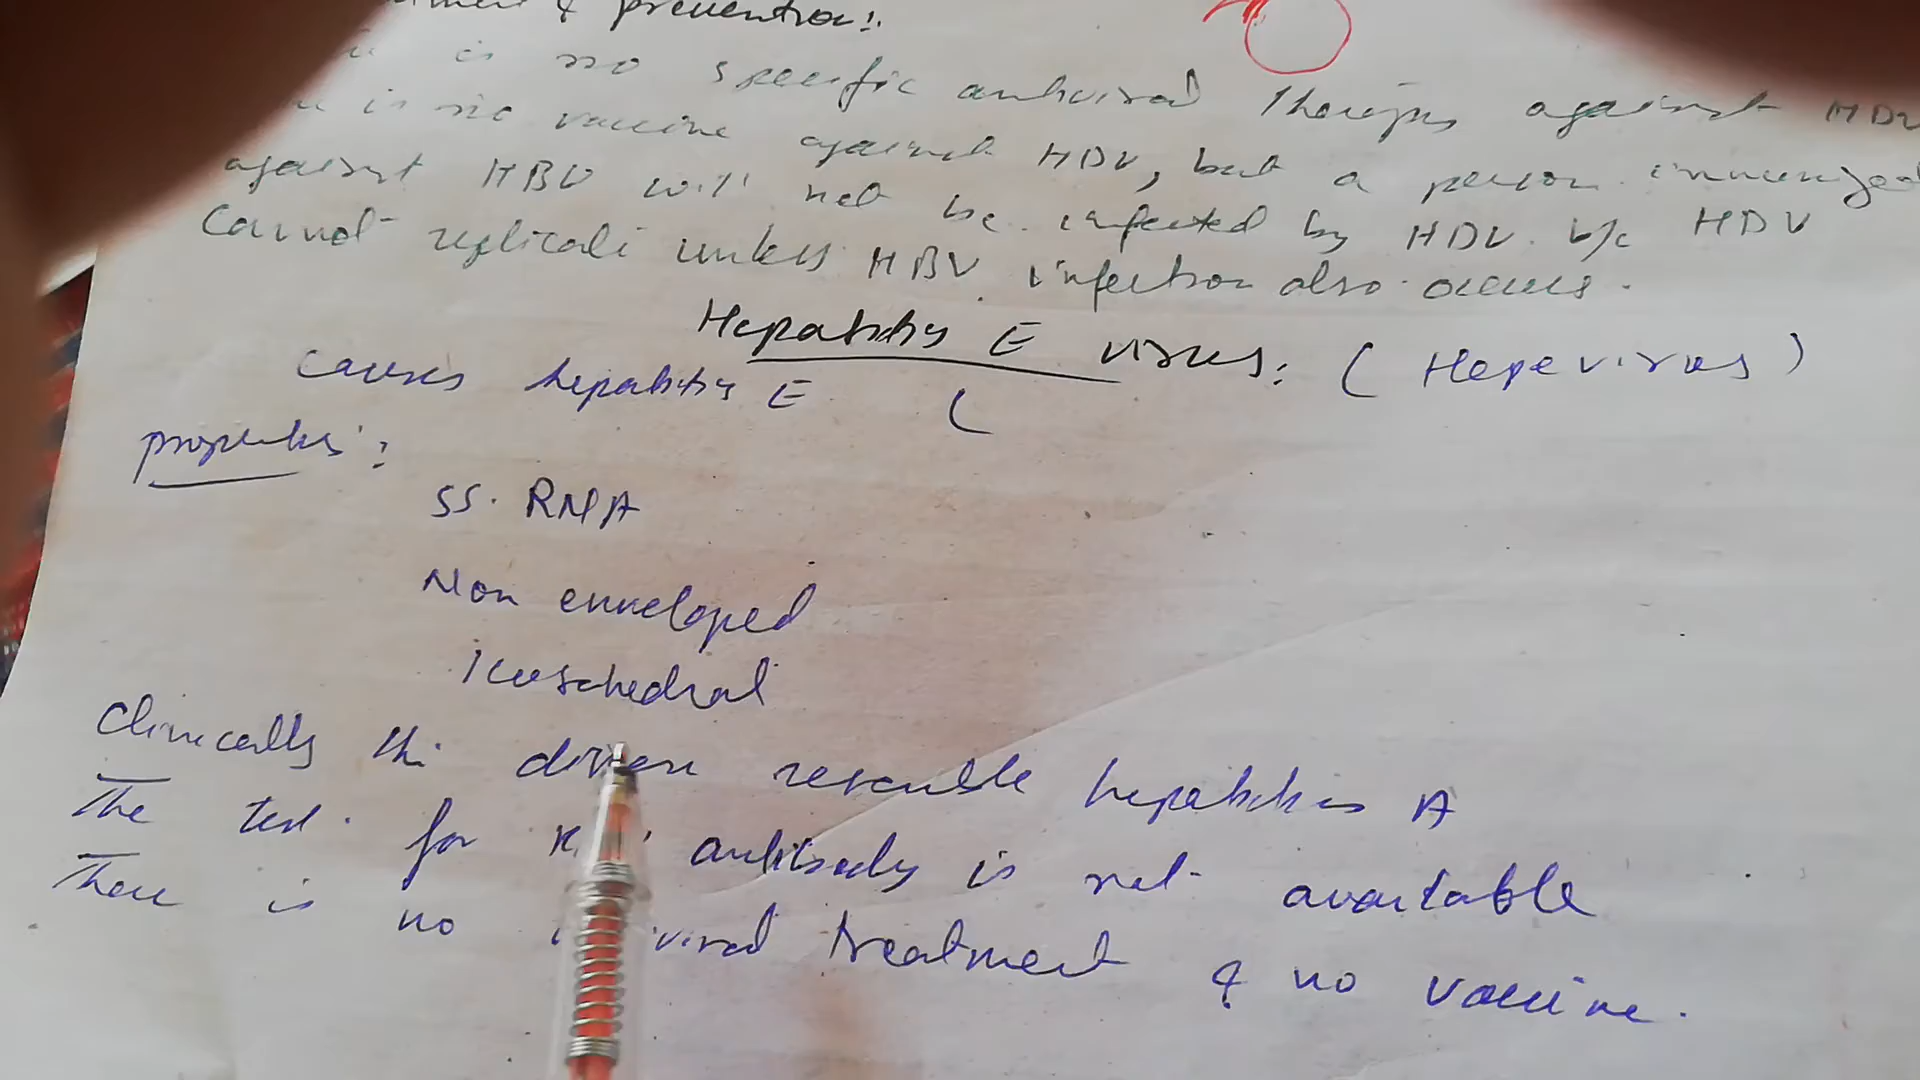 & prevention:
is no specific antiviral therapy against HDV
is no vaccine against HDV, but a person immunized
against HBV will not be infected by HDV b/c HDV
Cannot replicate unless HBV infection also occurs.
Hepatitis E virus: (Hepevirus)
causes hepatitis E (
properties:
SS. RNA
Non enveloped
Icosahedral
Clinically the disease resemble hepatitis A
The test for antibody is not available
There is no viral treatment & no vaccine.